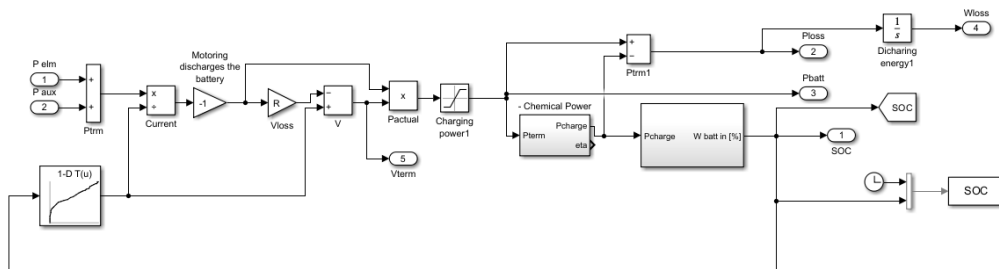 P elm
1
P aux
2
+
+
Ptrm
x
÷
Current
Motoring
discharges the
battery
-1
R
Vloss
−
+
V
Vterm
5
x
Pactual
Charging
power1
- Chemical Power
Pterm
Pcharge
eta
+
−
Ptrm1
Ploss
2
Pbatt
3
1
s
Dicharing
energy1
Wloss
4
Pcharge
W batt in [%]
SOC
1
SOC
SOC
1-D T(u)